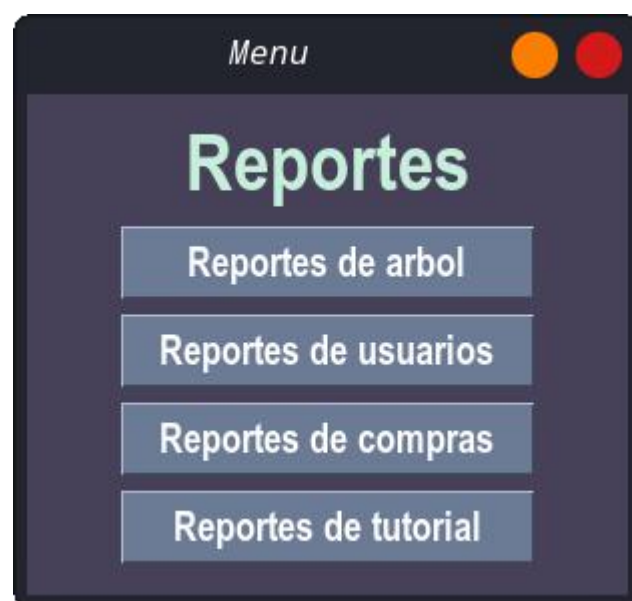 Menu
Reportes
Reportes de arbol
Reportes de usuarios
Reportes de compras
Reportes de tutorial